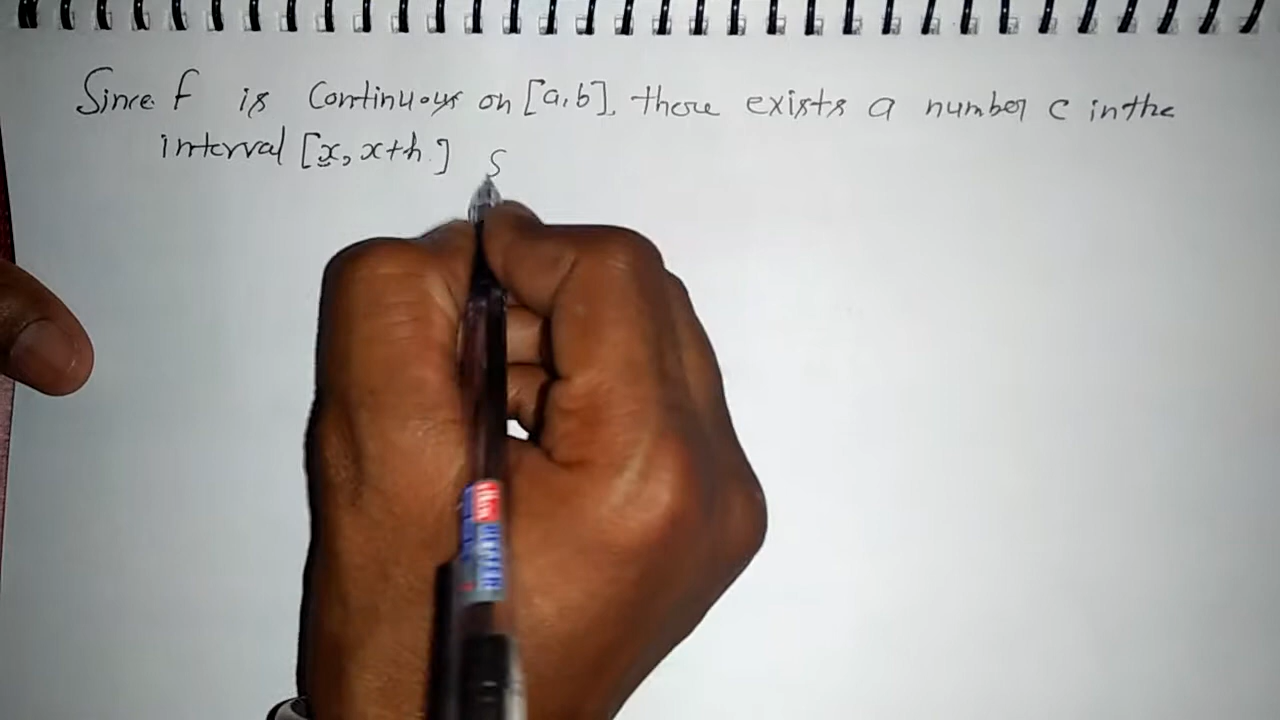 Since f is Continuous on [a,b], there exists a number c in the
interval [x, x+h] S